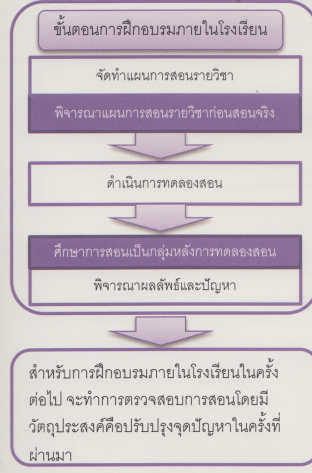 ขั้นตอนการฝึกอบรมภายในโรงเรียน
จัดทำแผนการสอนรายวิชา
พิจารณาแผนการสอนรายวิชาก่อนสอนจริง
ดำเนินการทดลองสอน
ศึกษาการสอนเป็นกลุ่มหลังการทดลองสอน
พิจารณาผลลัพธ์และปัญหา
สำหรับการฝึกอบรมภายในโรงเรียนในครั้ง
ต่อไป จะทำการตรวจสอบการสอนโดยมี
วัตถุประสงค์คือปรับปรุงจุดปัญหาในครั้งที่
ผ่านมา